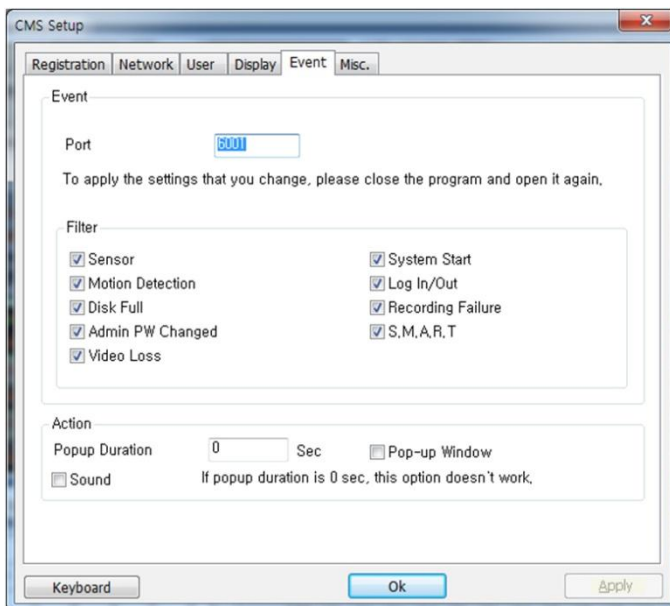 CMS Setup
Registration Network User Display Event Misc.
Event
Port 6001
To apply the settings that you change, please close the program and open it again.
Filter
Sensor System Start
Motion Detection Log In/Out
Disk Full Recording Failure
Admin PW Changed S.M.A.R.T
Video Loss
Action
Popup Duration 0 Sec Pop-up Window
Sound If popup duration is 0 sec, this option doesn't work.
Keyboard Ok Apply